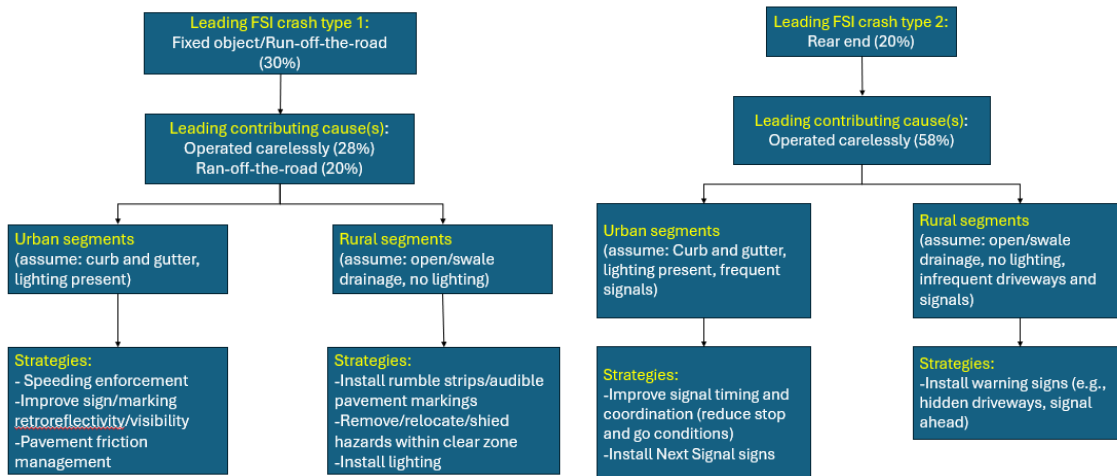 Leading FSI crash type 1:
Fixed object/Run-off-the-road
(30%)
Leading contributing cause(s):
Operated carelessly (28%)
Ran-off-the-road (20%)
Urban segments
(assume: curb and gutter,
lighting present)
Rural segments
(assume: open/swale
drainage, no lighting)
Strategies:
- Speeding enforcement
-Improve sign/marking
retroreflectivity/visibility
-Pavement friction
management
Strategies:
-Install rumble strips/audible
pavement markings
-Remove/relocate/shied
hazards within clear zone
-Install lighting
Leading FSI crash type 2:
Rear end (20%)
Leading contributing cause(s):
Operated carelessly (58%)
Urban segments
(assume: Curb and gutter,
lighting present, frequent
signals)
Rural segments
(assume: open/swale
drainage, no lighting,
infrequent driveways and
signals)
Strategies:
-Improve signal timing and
coordination (reduce stop
and go conditions)
-Install Next Signal signs
Strategies:
-Install warning signs (e.g.,
hidden driveways, signal
ahead)